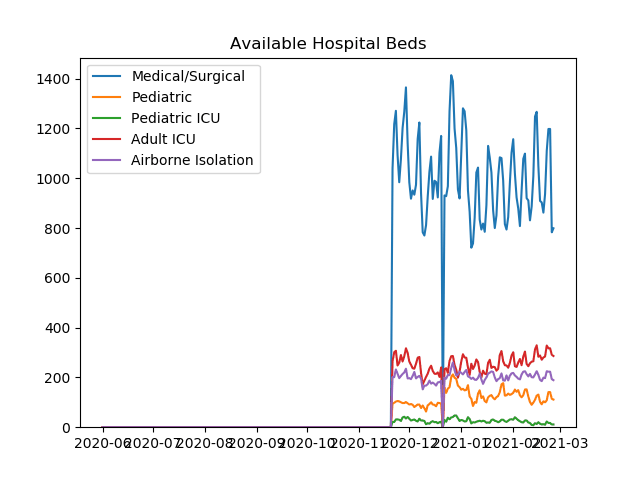 Available Hospital Beds
1400
1200
1000
800
600
400
200
0
Medical/Surgical
Pediatric
Pediatric ICU
Adult ICU
Airborne Isolation
2020-06 2020-07 2020-08 2020-09 2020-10 2020-11 2020-12 2021-01 2021-02 2021-03